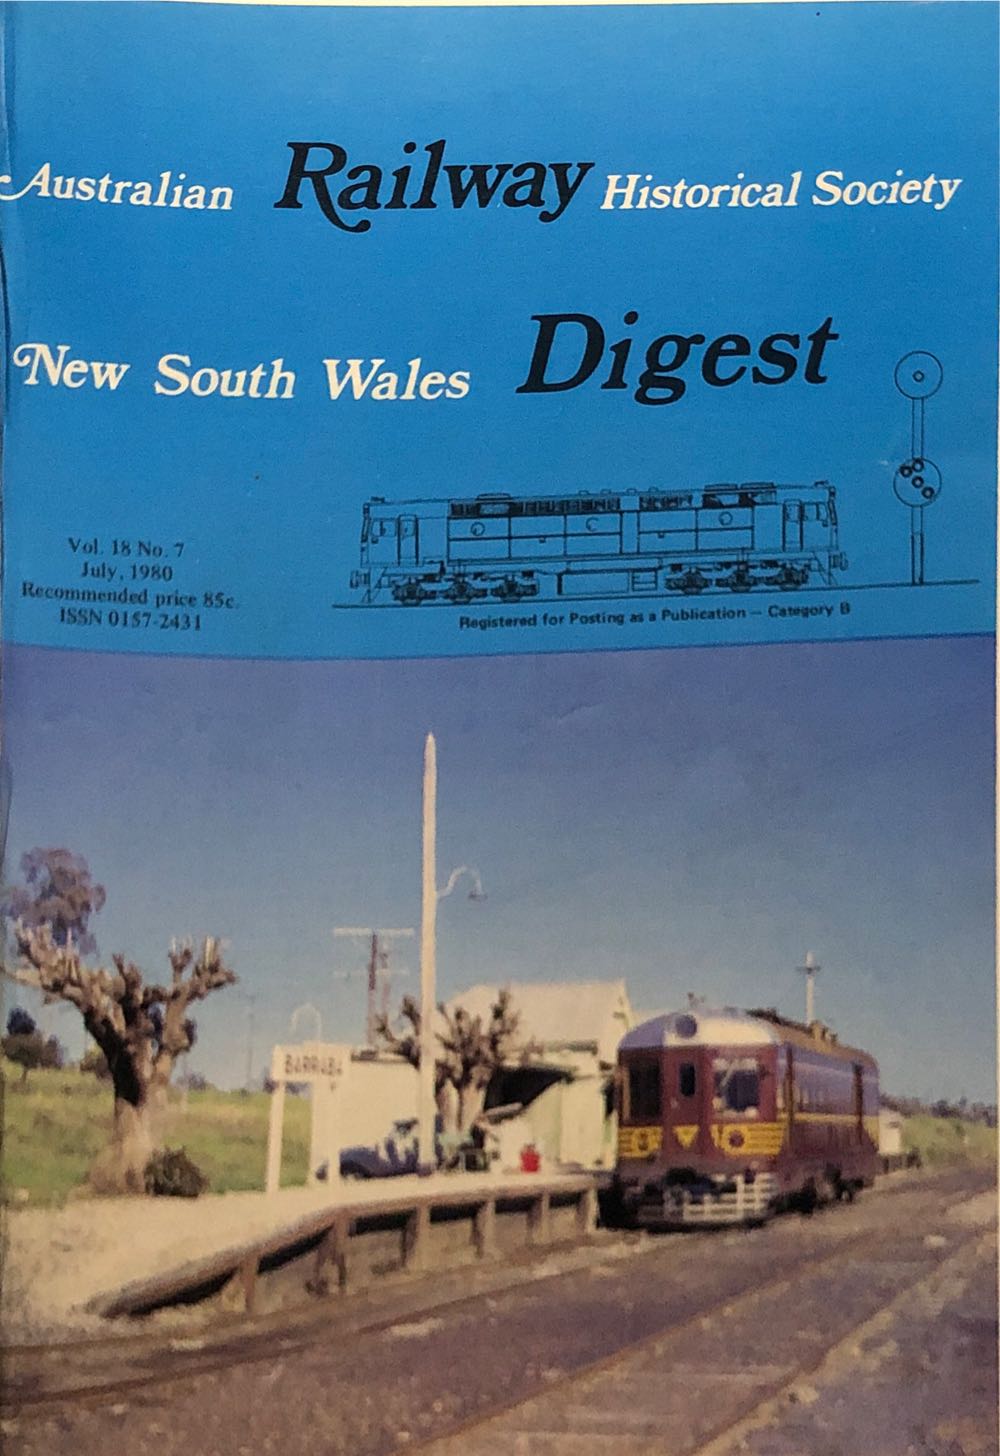 Australian Railway Historical Society
New South Wales Digest
Vol. 18 No. 7
July, 1980
Recommended price 85c.
ISSN 0157-2431
Registered for Posting as a Publication — Category B
BARRABA